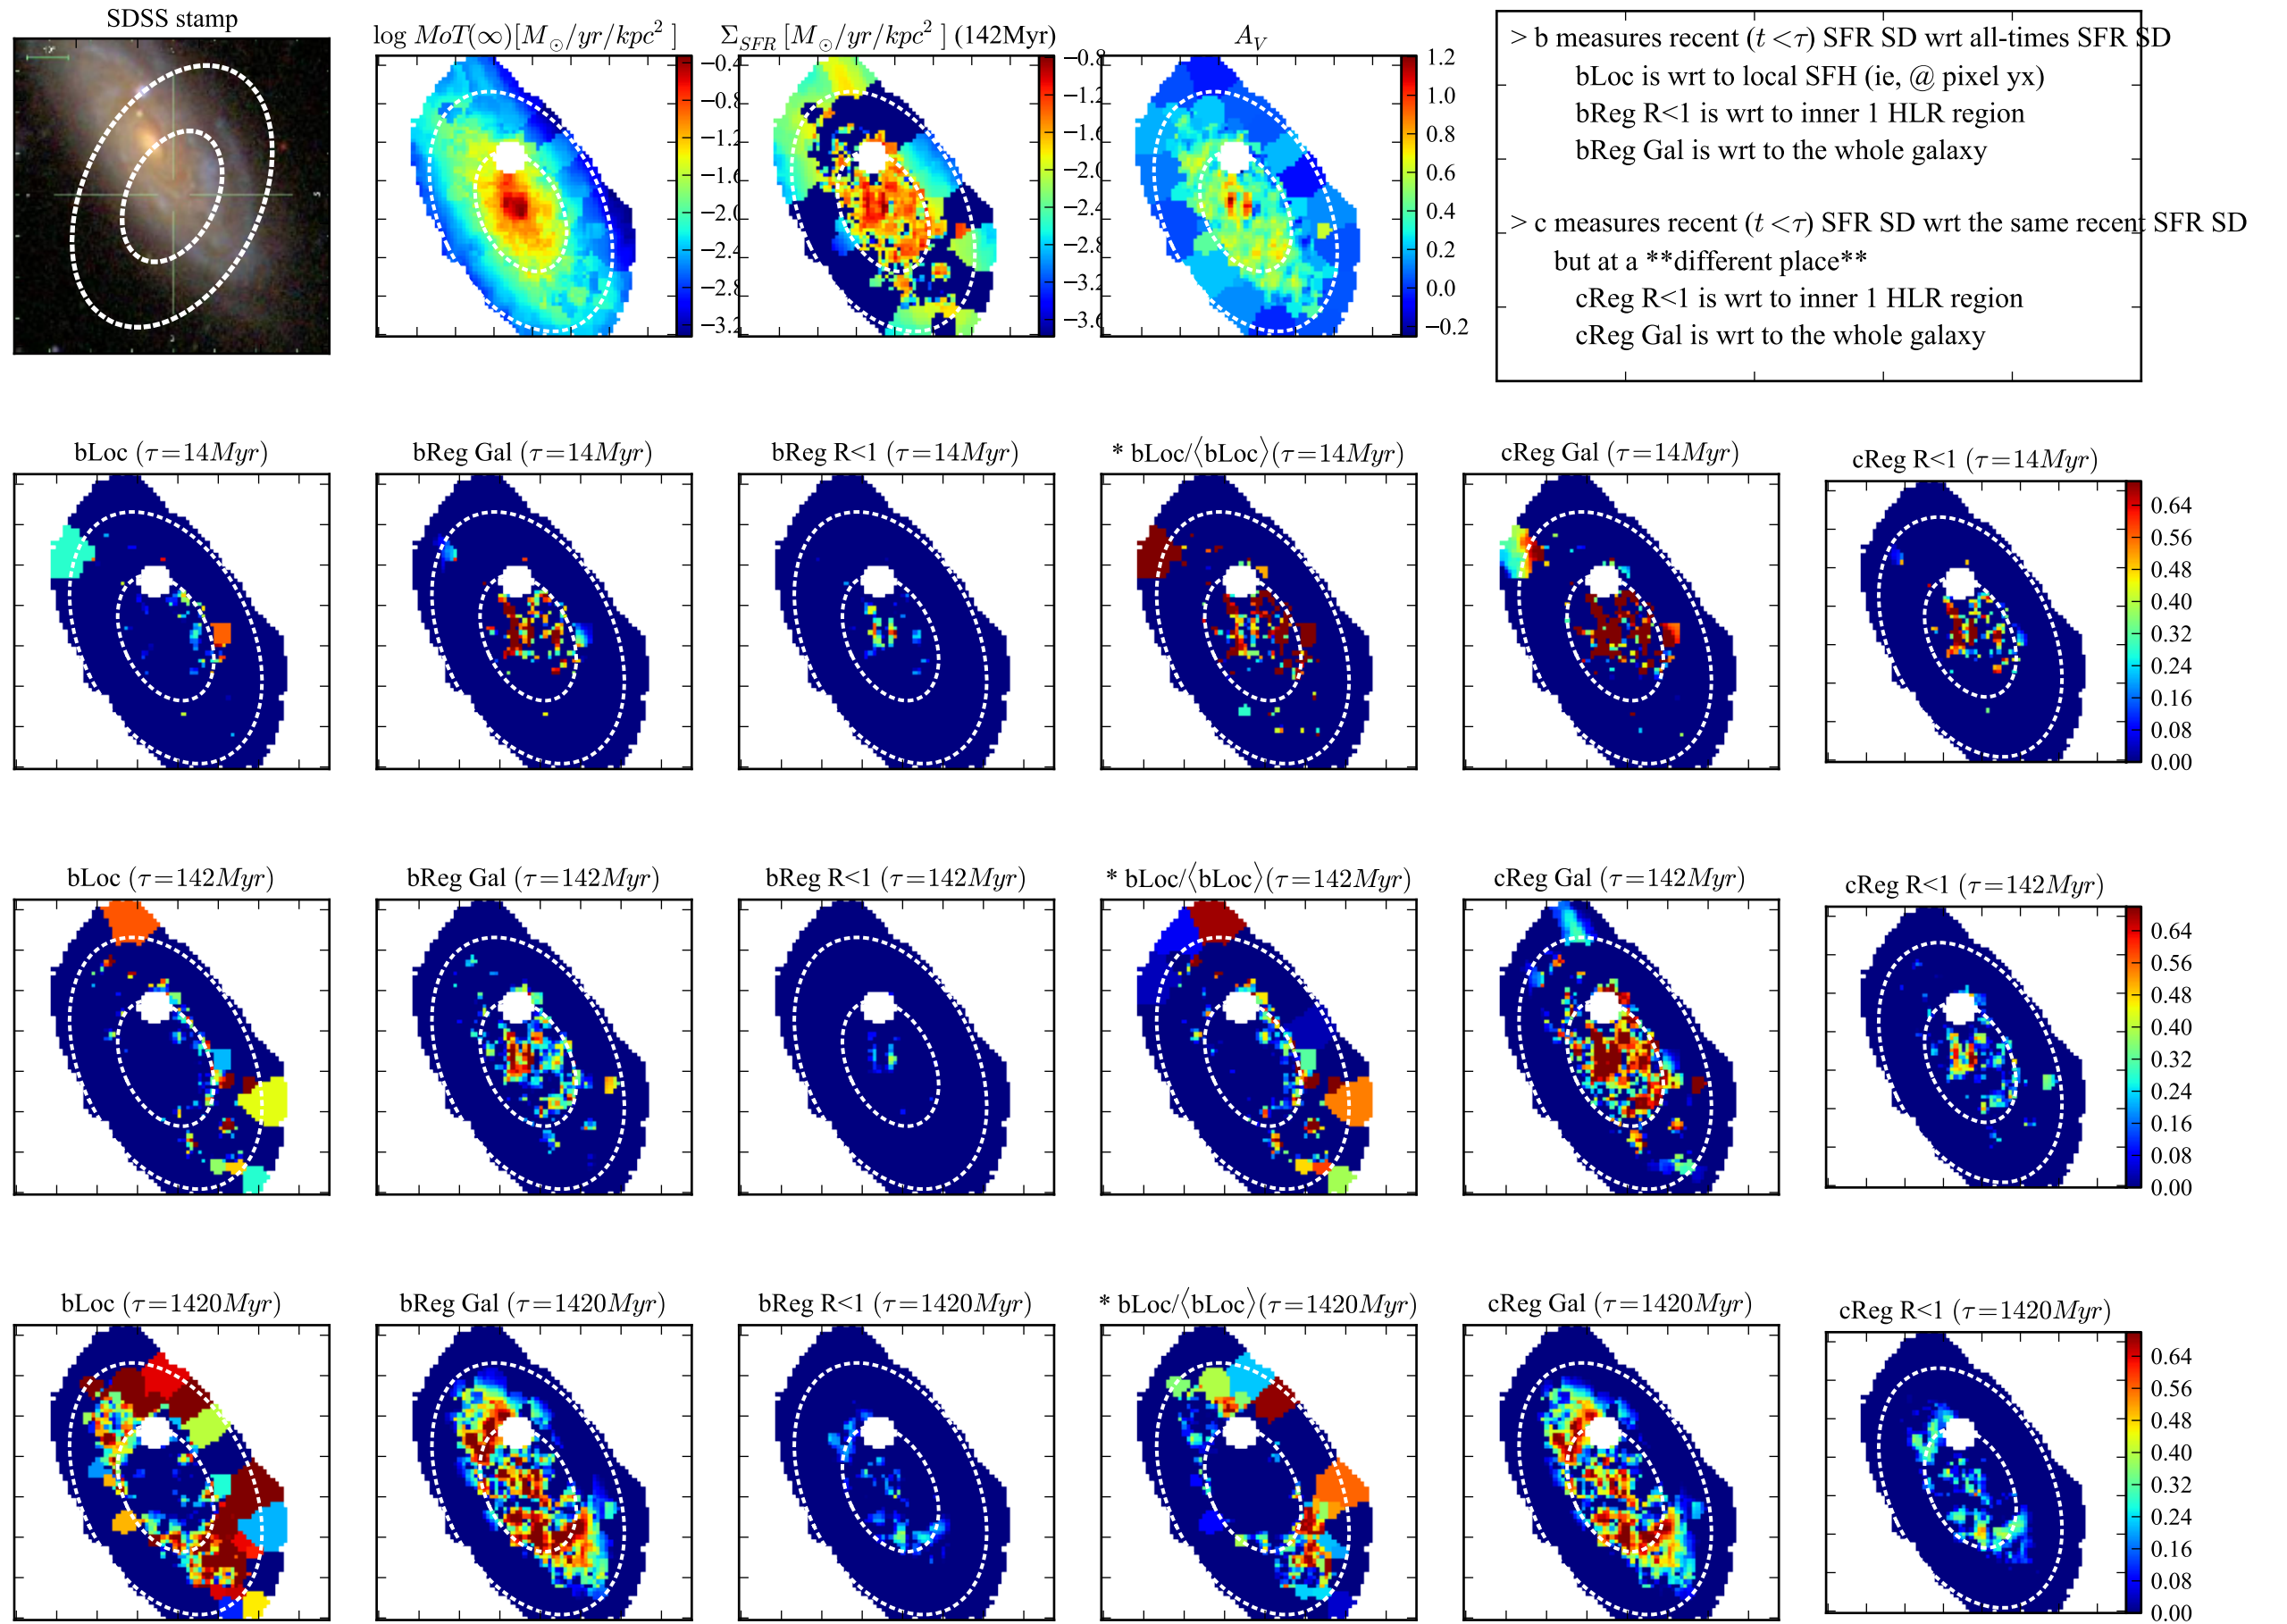 SDSS stamp
log MoT(∞)[M⊙/yr/kpc² ]
Σ_SFR [M⊙/yr/kpc² ] (142Myr)
A_V
−0.4
−0.8
−1.2
−1.6
−2.0
−2.4
−2.8
−3.2
−0.8
−1.2
−1.6
−2.0
−2.4
−2.8
−3.2
−3.6
1.2
1.0
0.8
0.6
0.4
0.2
0.0
−0.2
> b measures recent (t <τ) SFR SD wrt all-times SFR SD
bLoc is wrt to local SFH (ie, @ pixel yx)
bReg R<1 is wrt to inner 1 HLR region
bReg Gal is wrt to the whole galaxy
> c measures recent (t <τ) SFR SD wrt the same recent SFR SD
but at a **different place**
cReg R<1 is wrt to inner 1 HLR region
cReg Gal is wrt to the whole galaxy
bLoc (τ=14Myr)
bReg Gal (τ=14Myr)
bReg R<1 (τ=14Myr)
* bLoc/⟨bLoc⟩(τ=14Myr)
cReg Gal (τ=14Myr)
cReg R<1 (τ=14Myr)
0.64
0.56
0.48
0.40
0.32
0.24
0.16
0.08
0.00
bLoc (τ=142Myr)
bReg Gal (τ=142Myr)
bReg R<1 (τ=142Myr)
* bLoc/⟨bLoc⟩(τ=142Myr)
cReg Gal (τ=142Myr)
cReg R<1 (τ=142Myr)
0.64
0.56
0.48
0.40
0.32
0.24
0.16
0.08
0.00
bLoc (τ=1420Myr)
bReg Gal (τ=1420Myr)
bReg R<1 (τ=1420Myr)
* bLoc/⟨bLoc⟩(τ=1420Myr)
cReg Gal (τ=1420Myr)
cReg R<1 (τ=1420Myr)
0.64
0.56
0.48
0.40
0.32
0.24
0.16
0.08
0.00